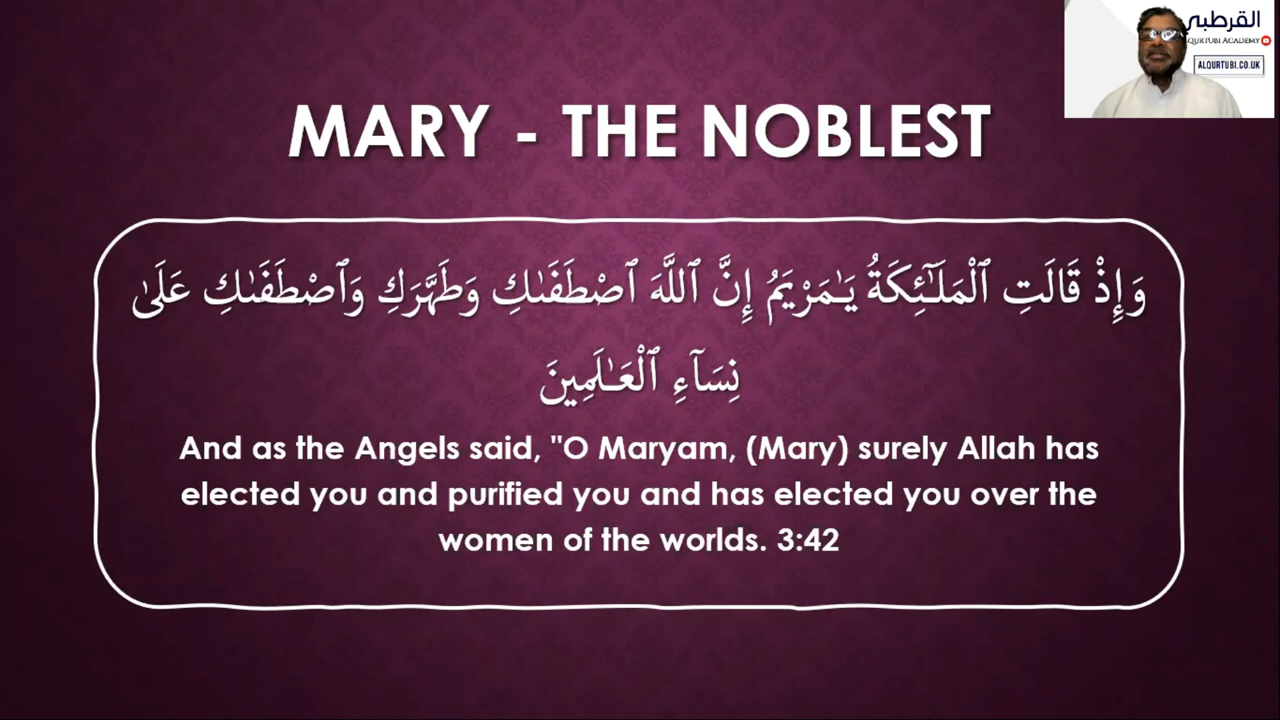 القرطبي
QURTUBI ACADEMY
ALQURTUBI.CO.UK
MARY - THE NOBLEST
وَإِذْ قَالَتِ ٱلْمَلَـٰٓئِكَةُ يَـٰمَرْيَمُ إِنَّ ٱللَّهَ ٱصْطَفَىٰكِ وَطَهَّرَكِ وَٱصْطَفَىٰكِ عَلَىٰ
نِسَآءِ ٱلْعَـٰلَمِينَ
And as the Angels said, "O Maryam, (Mary) surely Allah has
elected you and purified you and has elected you over the
women of the worlds. 3:42